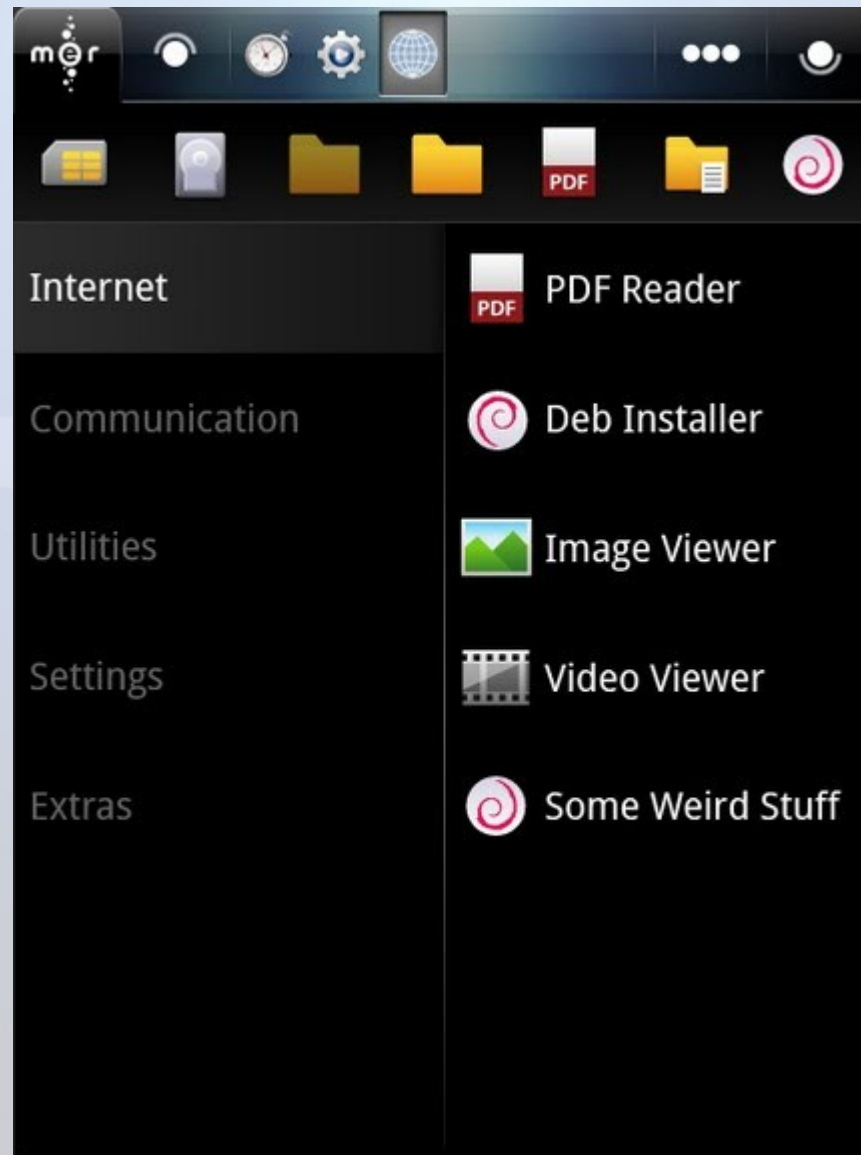 mer
PDF
Internet
PDF
PDF Reader
Communication
Deb Installer
Utilities
Image Viewer
Settings
Video Viewer
Extras
Some Weird Stuff